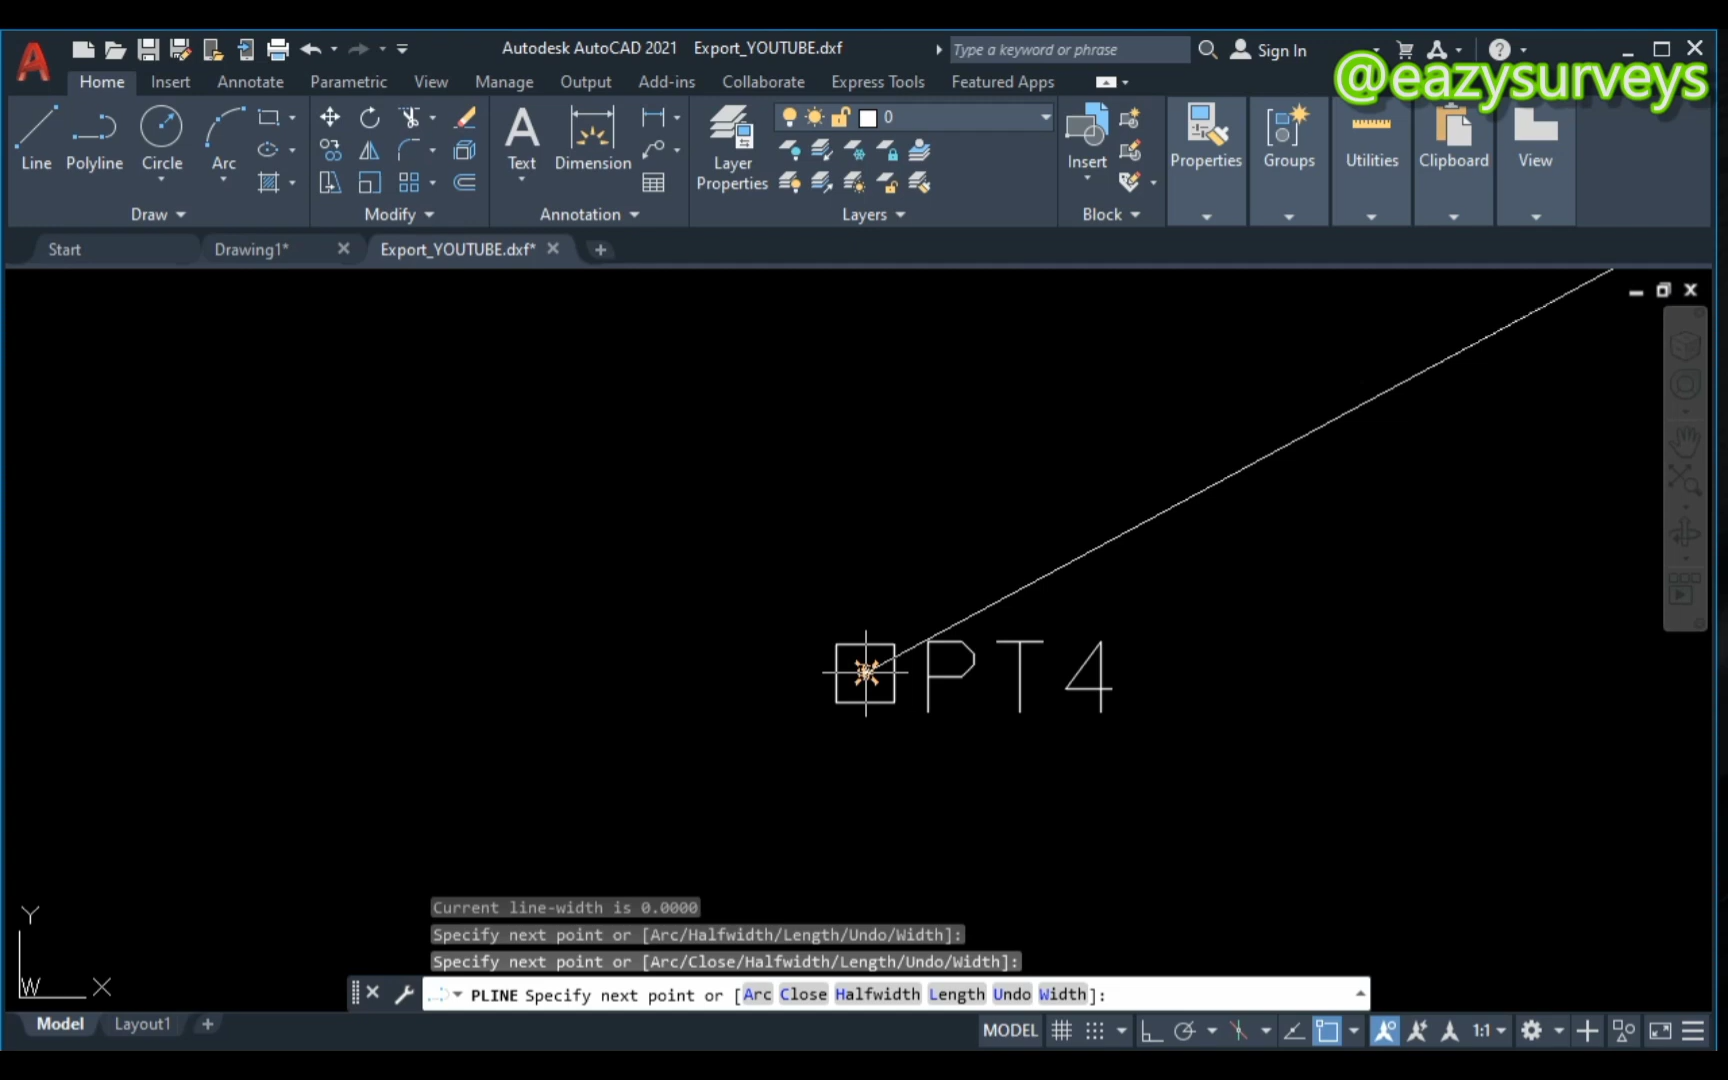 Autodesk AutoCAD 2021 Export_YOUTUBE.dxf
Type a keyword or phrase
Sign In
@eazysurveys
Home Insert Annotate Parametric View Manage Output Add-ins Collaborate Express Tools Featured Apps
0
Line Polyline Circle Arc
Text Dimension
Layer
Properties
Insert
Properties Groups Utilities Clipboard View
Draw Modify Annotation Layers Block
Start Drawing1* Export_YOUTUBE.dxf*
PT4
Y
W X
Current line-width is 0.0000
Specify next point or [Arc/Halfwidth/Length/Undo/Width]:
Specify next point or [Arc/Close/Halfwidth/Length/Undo/Width]:
PLINE Specify next point or [Arc Close Halfwidth Length Undo Width]:
Model Layout1
MODEL 1:1